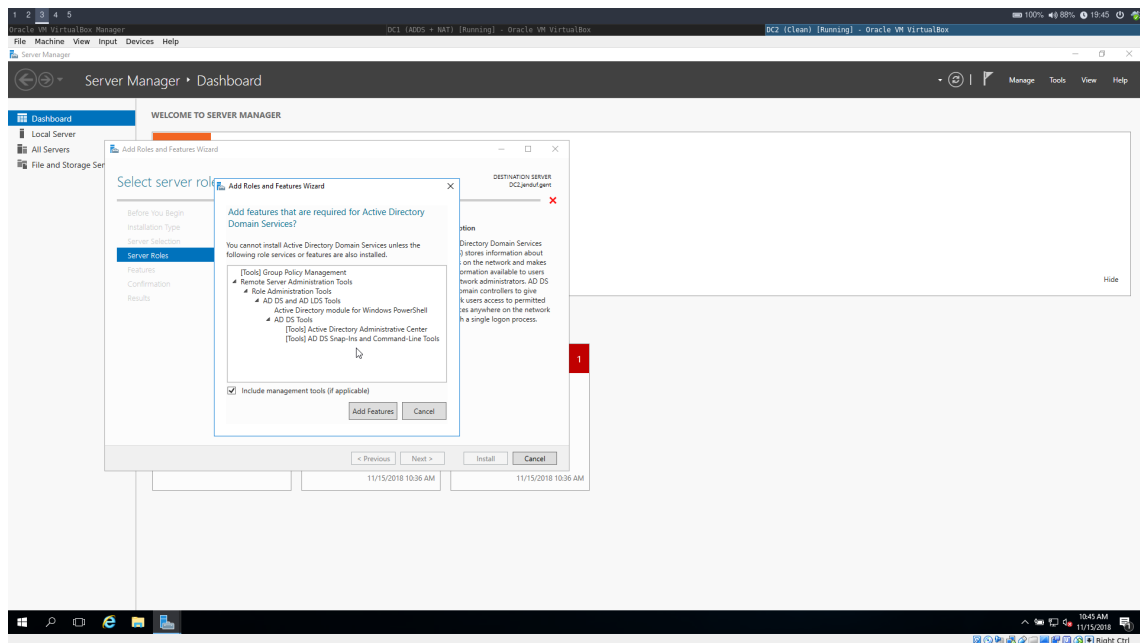 1 2 3 4 5
100% 88% 19:45
Oracle VM VirtualBox Manager
DC1 (ADDS + NAT) [Running] - Oracle VM VirtualBox
DC2 (Clean) [Running] - Oracle VM VirtualBox
File Machine View Input Devices Help
Server Manager
Server Manager • Dashboard
Manage Tools View Help
Dashboard
Local Server
All Servers
File and Storage Ser
WELCOME TO SERVER MANAGER
Hide
Add Roles and Features Wizard
Select server role
DESTINATION SERVER
DC2.jenduf.gent
Before You Begin
Installation Type
Server Selection
Server Roles
Features
Confirmation
Results
ption
Directory Domain Services
) stores information about
on the network and makes
ormation available to users
twork administrators. AD DS
omain controllers to give
k users access to permitted
ces anywhere on the network
h a single logon process.
Add Roles and Features Wizard
Add features that are required for Active Directory
Domain Services?
You cannot install Active Directory Domain Services unless the
following role services or features are also installed.
[Tools] Group Policy Management
Remote Server Administration Tools
Role Administration Tools
AD DS and AD LDS Tools
Active Directory module for Windows PowerShell
AD DS Tools
[Tools] Active Directory Administrative Center
[Tools] AD DS Snap-Ins and Command-Line Tools
Include management tools (if applicable)
Add Features Cancel
1
< Previous Next > Install Cancel
11/15/2018 10:36 AM
11/15/2018 10:36 AM
10:45 AM
11/15/2018
Right Ctrl